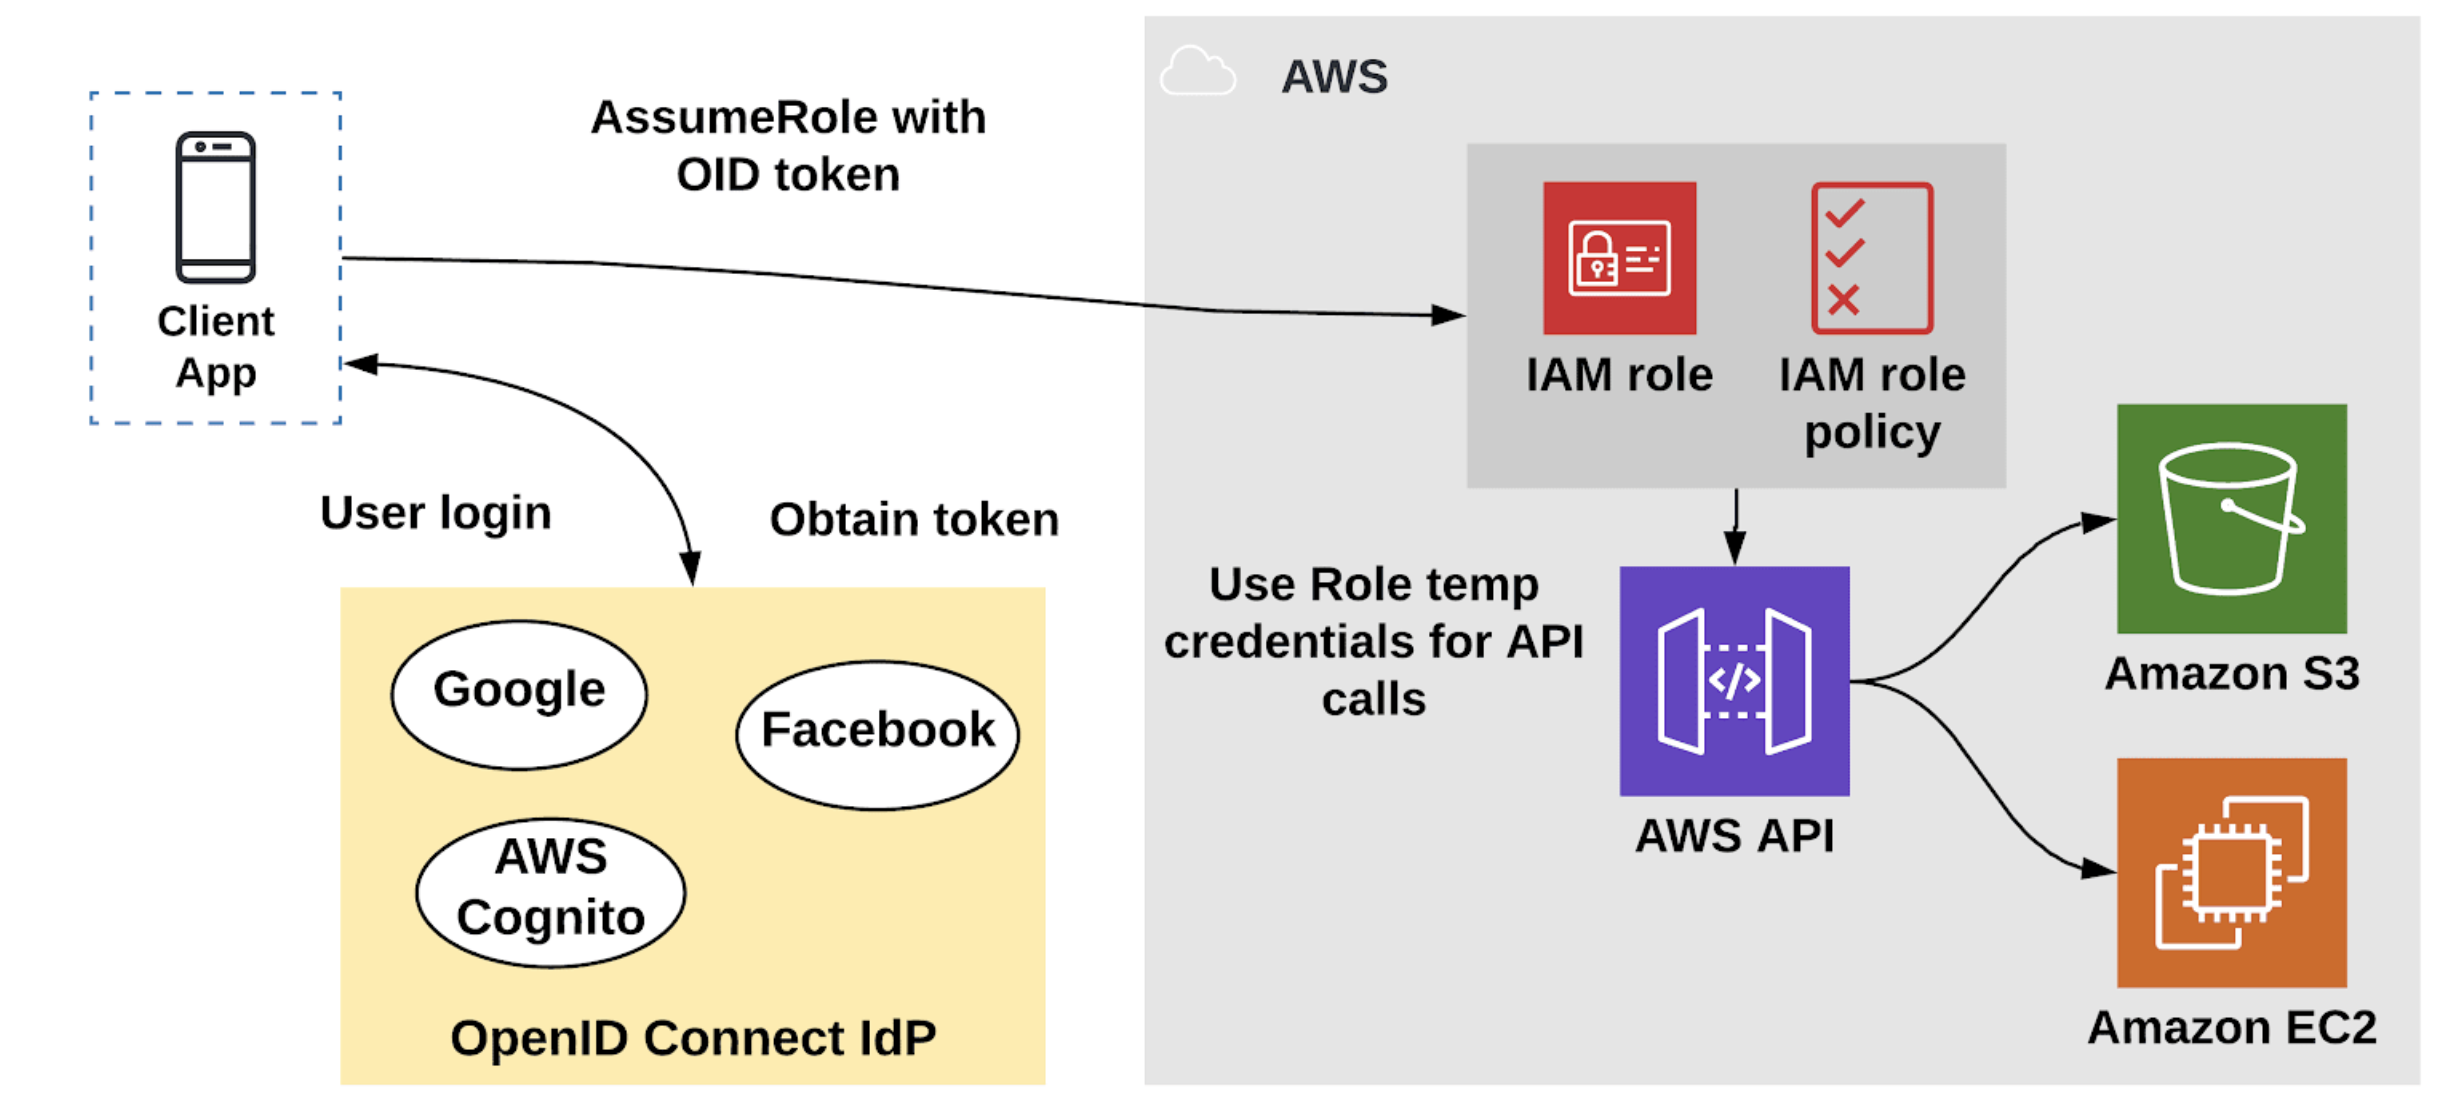 AWS
AssumeRole with
OID token
Client
App
IAM role
IAM role
policy
User login
Obtain token
Use Role temp
credentials for API
calls
Amazon S3
Google
Facebook
AWS
Cognito
AWS API
OpenID Connect IdP
Amazon EC2